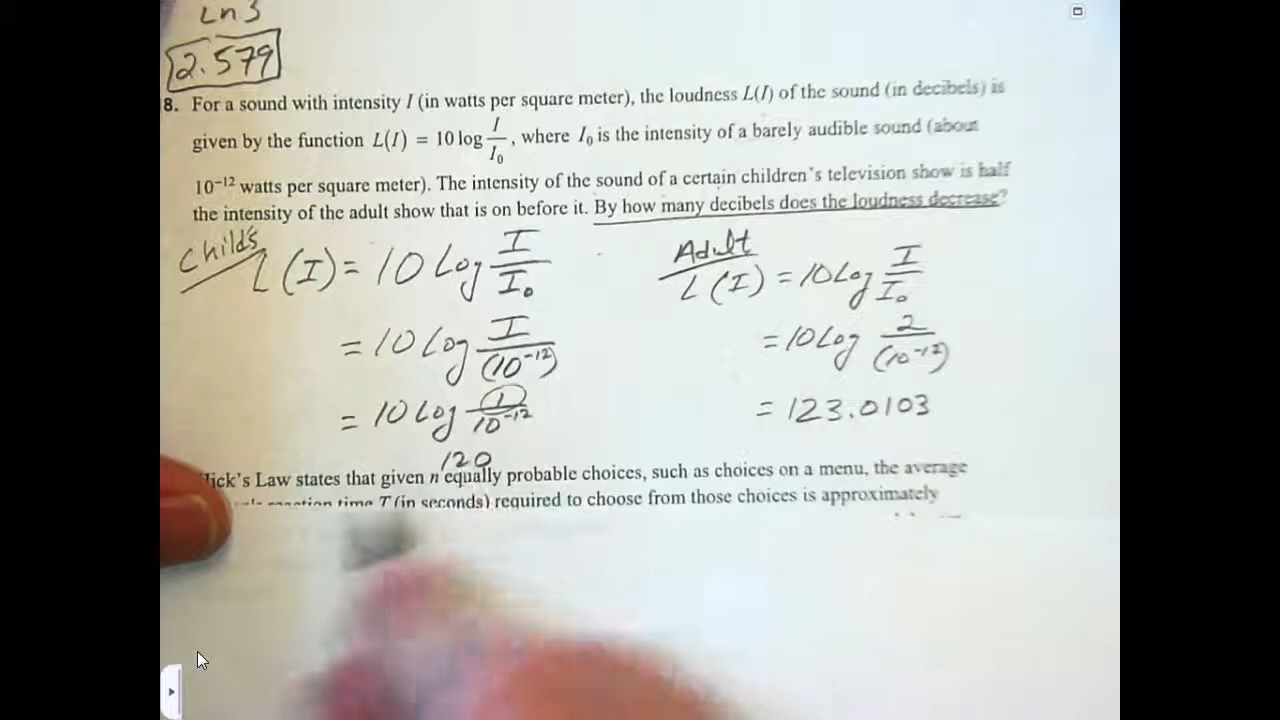 Ln 3
2.579
8. For a sound with intensity I (in watts per square meter), the loudness L(I) of the sound (in decibels) is
given by the function L(I) = 10 log I/I₀, where I₀ is the intensity of a barely audible sound (about
10⁻¹² watts per square meter). The intensity of the sound of a certain children's television show is half
the intensity of the adult show that is on before it. By how many decibels does the loudness decrease?
Child's
L(I) = 10 Log I/I₀
= 10 Log I/(10⁻¹²)
= 10 Log 1/10⁻¹²
120
Adult
L(I) = 10 Log I/I₀
= 10 Log 2/(10⁻¹²)
= 123.0103
Hick's Law states that given n equally probable choices, such as choices on a menu, the average
reaction time T (in seconds) required to choose from those choices is approximately